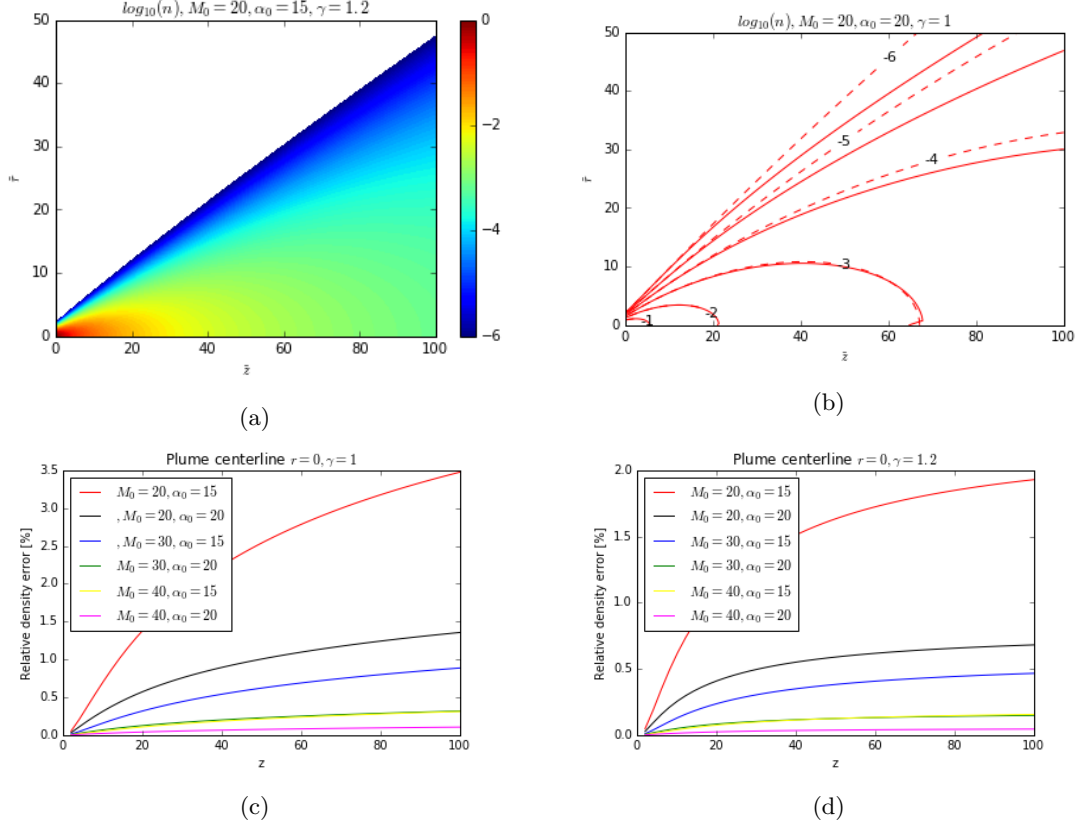 log₁₀(n), M₀ = 20, α₀ = 15, γ = 1.2
50
40
30
20
10
0
r̃
0 20 40 60 80 100
z̃
0
−2
−4
−6
(a)
log₁₀(n), M₀ = 20, α₀ = 20, γ = 1
50
40
30
20
10
0
r̃
-6
-5
-4
-3
-2
-1
0 20 40 60 80 100
z̃
(b)
Plume centerline r = 0, γ = 1
3.5
3.0
2.5
2.0
1.5
1.0
0.5
0.0
Relative density error [%]
M₀ = 20, α₀ = 15
, M₀ = 20, α₀ = 20
, M₀ = 30, α₀ = 15
M₀ = 30, α₀ = 20
M₀ = 40, α₀ = 15
M₀ = 40, α₀ = 20
0 20 40 60 80 100
z
(c)
Plume centerline r = 0, γ = 1.2
2.0
1.5
1.0
0.5
0.0
Relative density error [%]
M₀ = 20, α₀ = 15
M₀ = 20, α₀ = 20
M₀ = 30, α₀ = 15
M₀ = 30, α₀ = 20
M₀ = 40, α₀ = 15
M₀ = 40, α₀ = 20
0 20 40 60 80 100
z
(d)